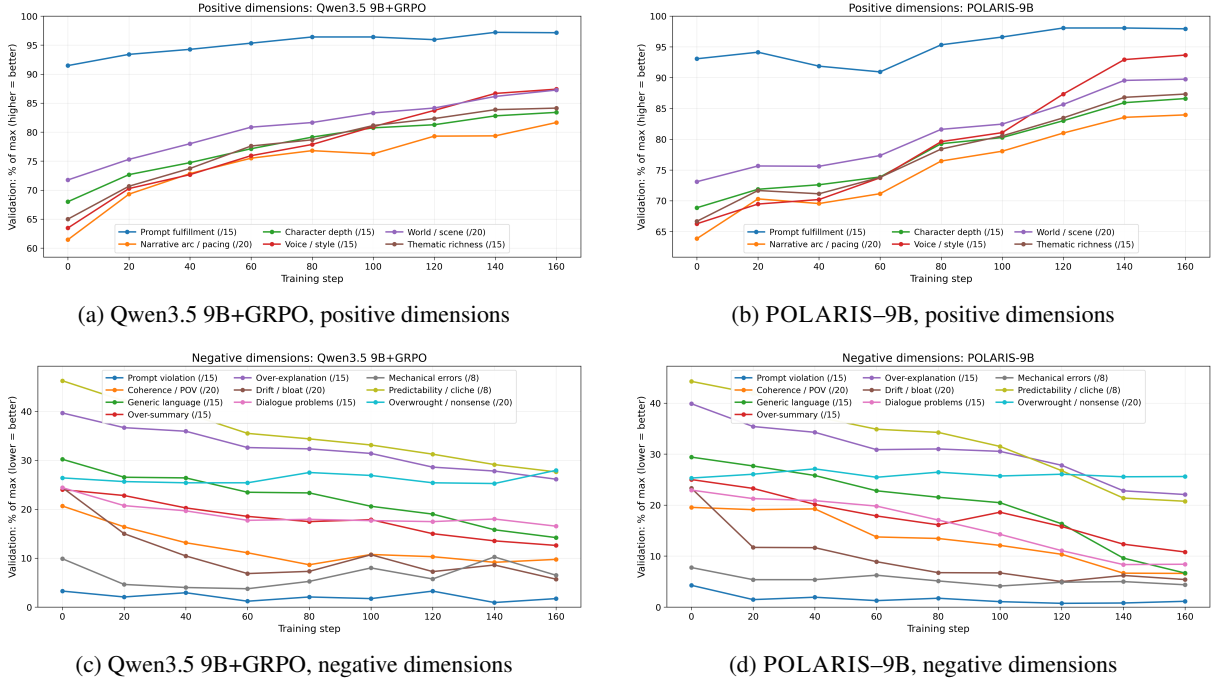 Positive dimensions: Qwen3.5 9B+GRPO
Validation: % of max (higher = better)
100
95
90
85
80
75
70
65
60
Prompt fulfillment (/15)
Narrative arc / pacing (/20)
Character depth (/15)
Voice / style (/15)
World / scene (/20)
Thematic richness (/15)
0 20 40 60 80 100 120 140 160
Training step
(a) Qwen3.5 9B+GRPO, positive dimensions
Positive dimensions: POLARIS-9B
Validation: % of max (higher = better)
100
95
90
85
80
75
70
65
Prompt fulfillment (/15)
Narrative arc / pacing (/20)
Character depth (/15)
Voice / style (/15)
World / scene (/20)
Thematic richness (/15)
0 20 40 60 80 100 120 140 160
Training step
(b) POLARIS–9B, positive dimensions
Negative dimensions: Qwen3.5 9B+GRPO
Validation: % of max (lower = better)
40
30
20
10
0
Prompt violation (/15)
Coherence / POV (/20)
Generic language (/15)
Over-summary (/15)
Over-explanation (/15)
Drift / bloat (/20)
Dialogue problems (/15)
Mechanical errors (/8)
Predictability / cliche (/8)
Overwrought / nonsense (/20)
0 20 40 60 80 100 120 140 160
Training step
(c) Qwen3.5 9B+GRPO, negative dimensions
Negative dimensions: POLARIS-9B
Validation: % of max (lower = better)
40
30
20
10
0
Prompt violation (/15)
Coherence / POV (/20)
Generic language (/15)
Over-summary (/15)
Over-explanation (/15)
Drift / bloat (/20)
Dialogue problems (/15)
Mechanical errors (/8)
Predictability / cliche (/8)
Overwrought / nonsense (/20)
0 20 40 60 80 100 120 140 160
Training step
(d) POLARIS–9B, negative dimensions